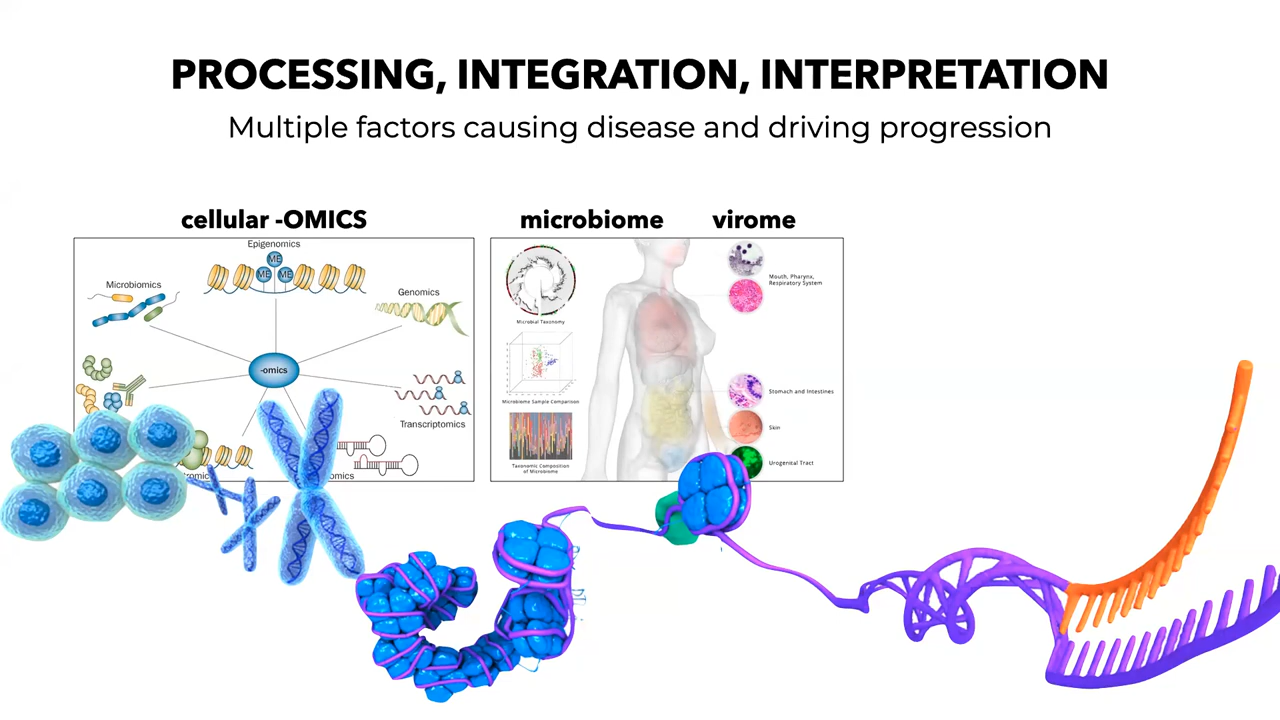 PROCESSING, INTEGRATION, INTERPRETATION
Multiple factors causing disease and driving progression
cellular -OMICS
microbiome
virome
Epigenomics
ME
ME
ME
Microbiomics
Genomics
-omics
Transcriptomics
Microbial Taxonomy
Microbiome Sample Comparison
Taxonomic Composition
of Microbiome
Mouth, Pharynx,
Respiratory System
Stomach and Intestines
Skin
Urogenital Tract